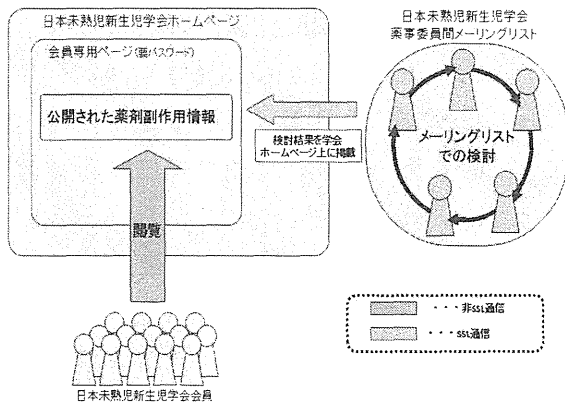 日本未熟児新生児学会ホームページ
会員専用ページ(要パスワード)
公開された薬剤副作用情報
閲覧
日本未熟児新生児学会会員
検討結果を学会
ホームページ上に掲載
日本未熟児新生児学会
薬事委員間メーリングリスト
メーリングリスト
での検討
・・・非SSL通信
・・・SSL通信